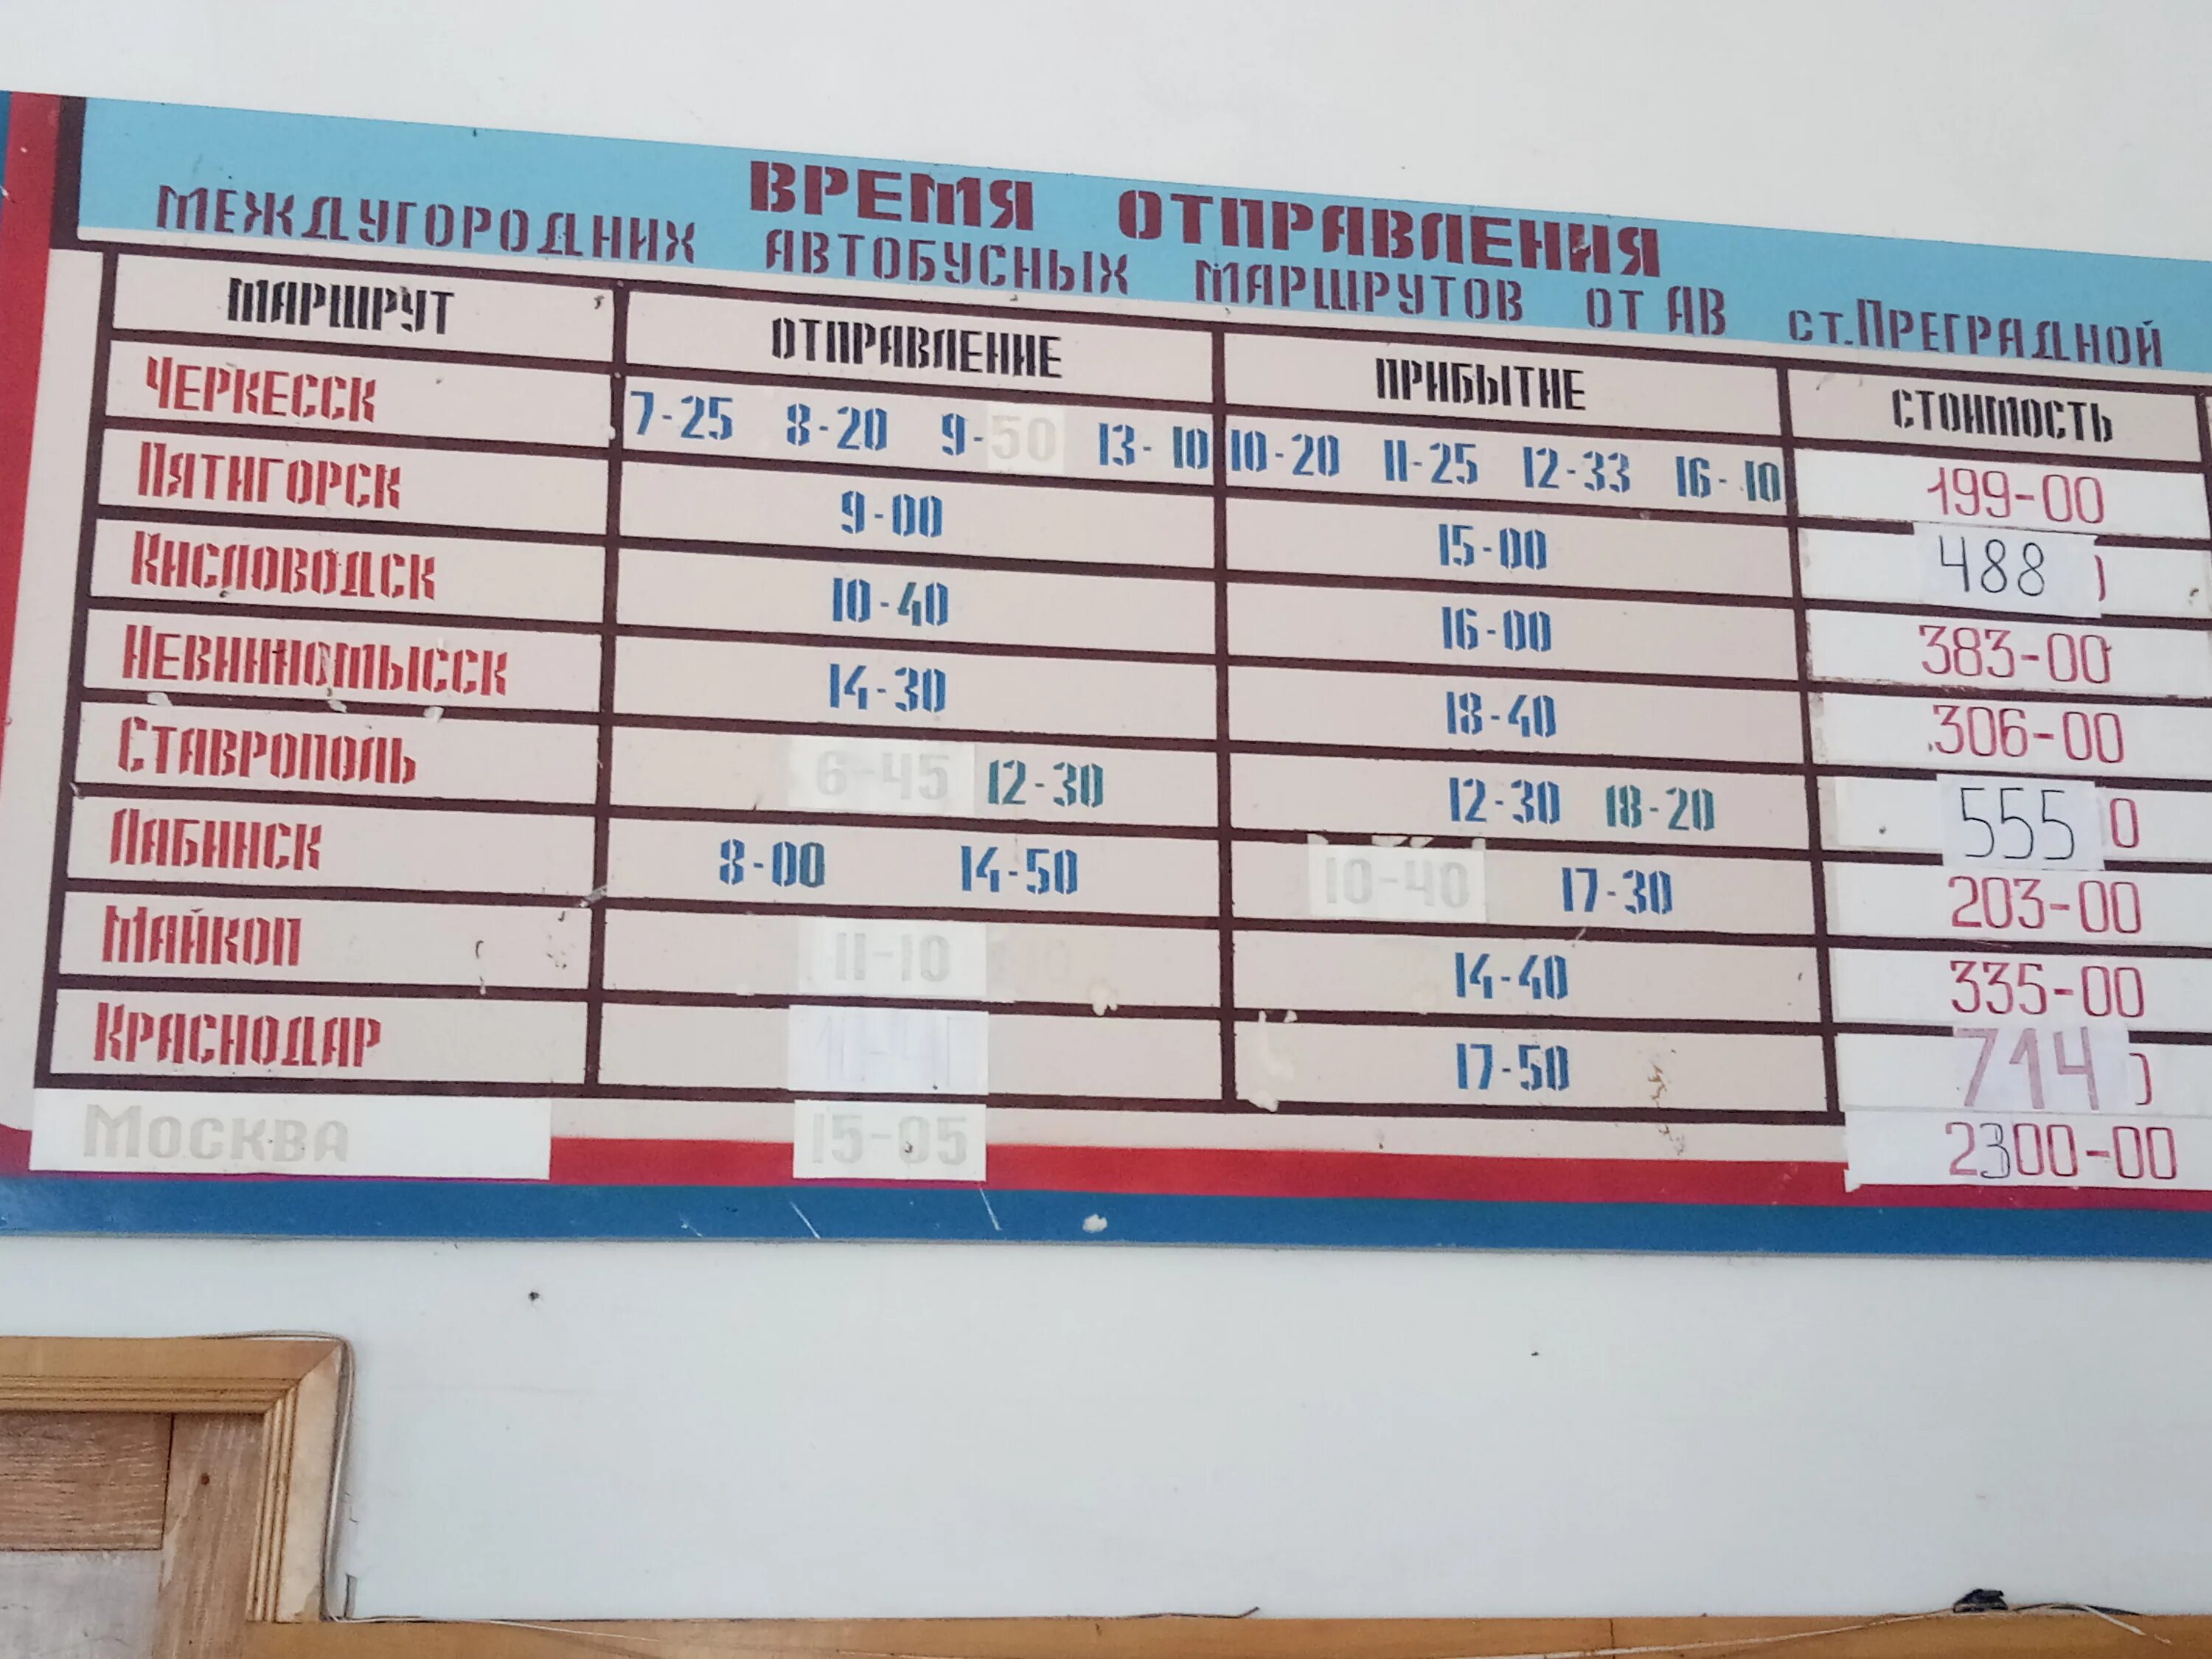 ВРЕМЯ ОТПРАВЛЕНИЯ
МЕЖДУГОРОДНИХ АВТОБУСНЫХ МАРШРУТОВ ОТ АВ ст.ПРЕГРАДНОЙ
МАРШРУТ ОТПРАВЛЕНИЕ ПРИБЫТИЕ СТОИМОСТЬ
ЧЕРКЕССК 7-25 8-20 9-50 13-10 10-20 11-25 12-33 16-10 199-00
ПЯТИГОРСК 9-00 15-00 488
КИСЛОВОДСК 10-40 16-00 383-00
НЕВИННОМЫССК 14-30 18-40 306-00
СТАВРОПОЛЬ 6-45 12-30 12-30 18-20 555
ЛАБИНСК 8-00 14-50 10-40 17-30 203-00
МАЙКОП 11-10 14-40 335-00
КРАСНОДАР 17-50 714
МОСКВА 15-05 2300-00